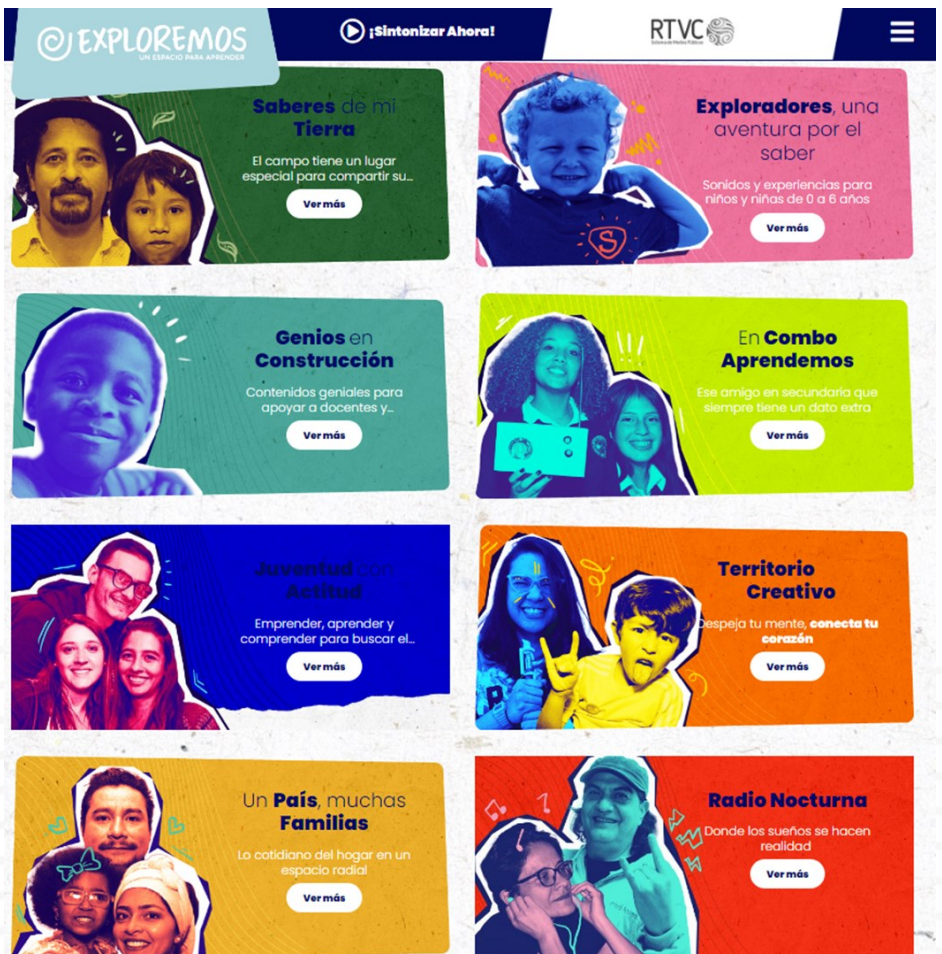 EXPLOREMOS
UN ESPACIO PARA APRENDER
¡Sintonizar Ahora!
RTVC
Sistema de Medios Públicos
Saberes de mi
Tierra
El campo tiene un lugar
especial para compartir su...
Ver más
Exploradores, una
aventura por el
saber
Sonidos y experiencias para
niños y niñas de 0 a 6 años
Ver más
S
Genios en
Construcción
Contenidos geniales para
apoyar a docentes y...
Ver más
En Combo
Aprendemos
Ese amigo en secundaria que
siempre tiene un dato extra
Ver más
Juventud con
Actitud
Emprender, aprender y
comprender para buscar el...
Ver más
Territorio
Creativo
Despeja tu mente, conecta tu
corazón
Ver más
Un País, muchas
Familias
Lo cotidiano del hogar en un
espacio radial
Ver más
Radio Nocturna
Donde los sueños se hacen
realidad
Ver más